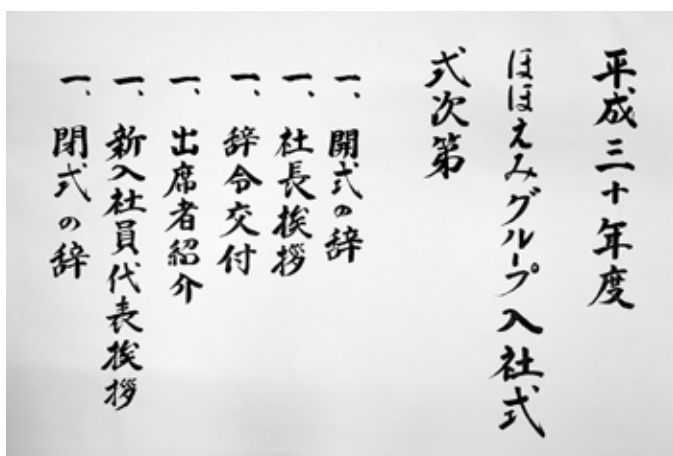 平成三十年度
ほほえみグループ入社式
式次第
一、開式の辞
一、社長挨拶
一、辞令交付
一、出席者紹介
一、新入社員代表挨拶
一、閉式の辞